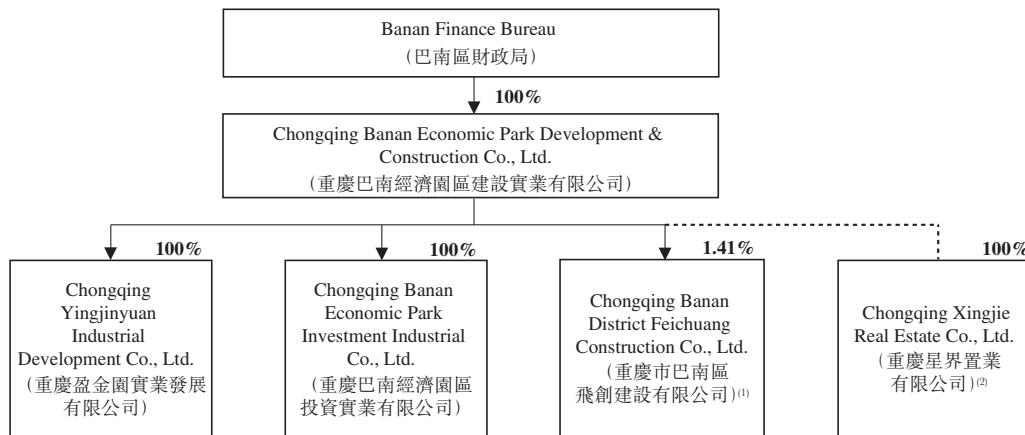 Banan Finance Bureau
(巴南區財政局)
100%
Chongqing Banan Economic Park Development &
Construction Co., Ltd.
(重慶巴南經濟園區建設實業有限公司)
100%
100%
1.41%
100%
Chongqing
Yingjinyuan
Industrial
Development Co., Ltd.
(重慶盈金園實業發展
有限公司)
Chongqing Banan
Economic Park
Investment Industrial
Co., Ltd.
(重慶巴南經濟園區
投資實業有限公司)
Chongqing Banan
District Feichuang
Construction Co., Ltd.
(重慶市巴南區
飛創建設有限公司)(1)
Chongqing Xingjie
Real Estate Co., Ltd.
(重慶星界置業
有限公司)(2)